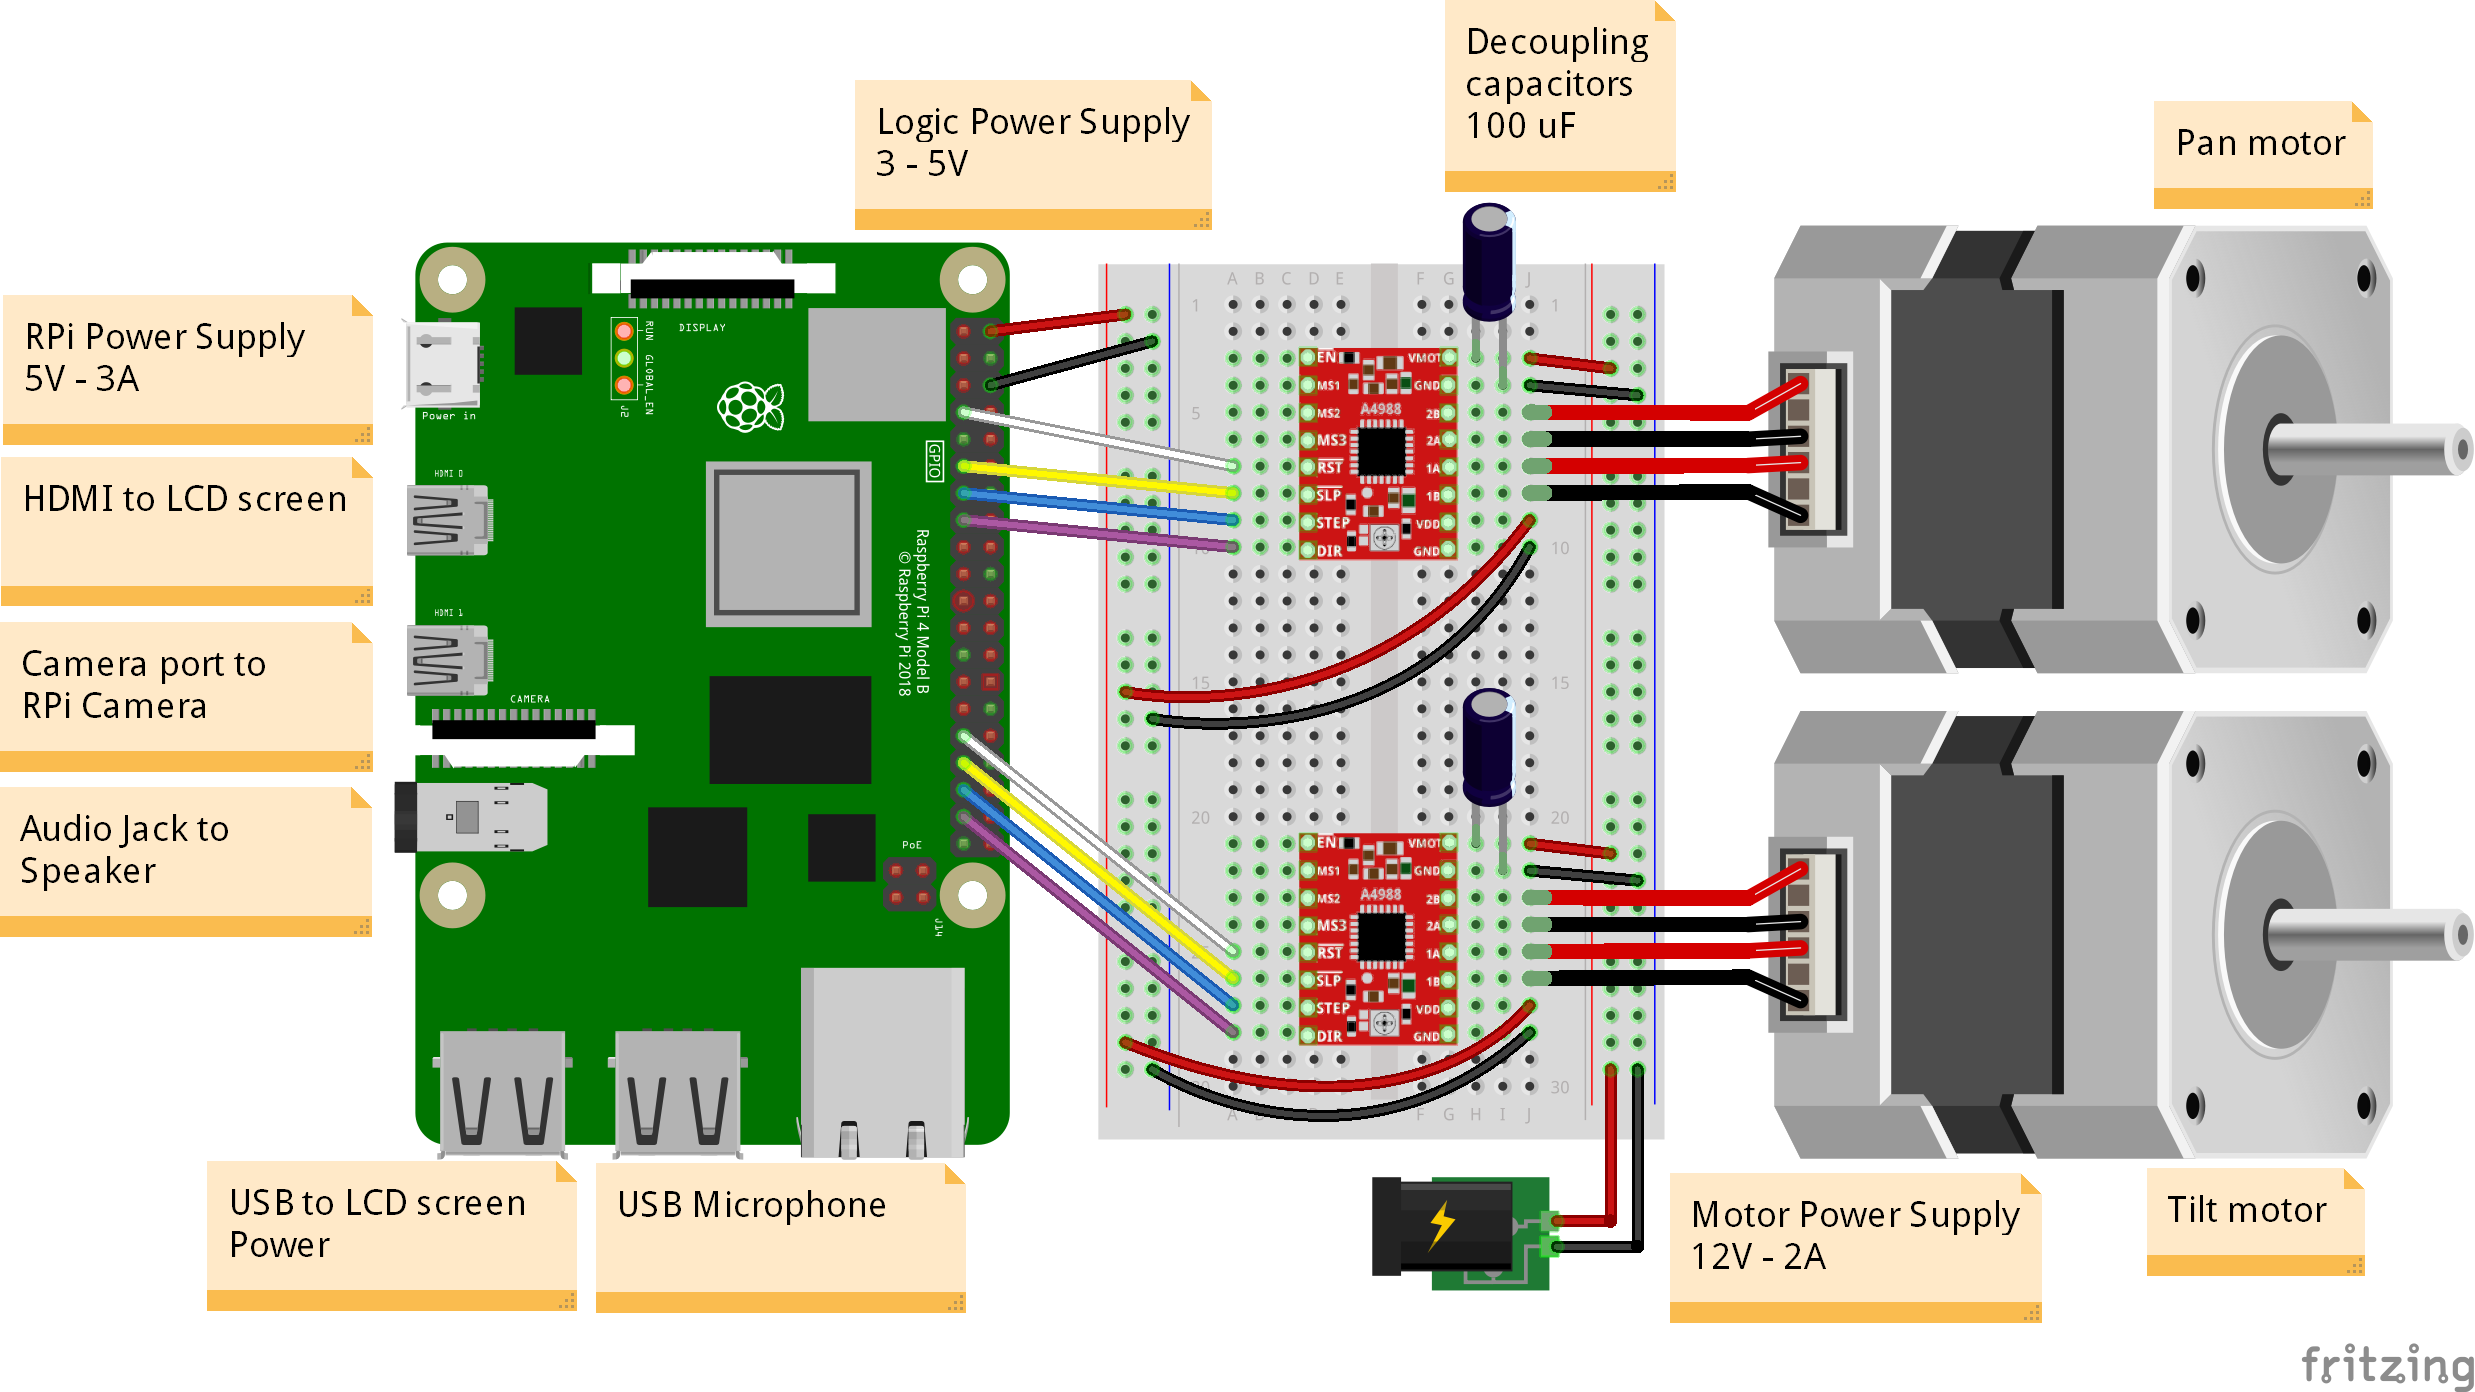 Decoupling
capacitors
100 uF
Logic Power Supply
3 - 5V
Pan motor
RPi Power Supply
5V - 3A
HDMI to LCD screen
Camera port to
RPi Camera
Audio Jack to
Speaker
USB to LCD screen
Power
USB Microphone
Motor Power Supply
12V - 2A
Tilt motor
DISPLAY
RUN
GLOBAL_EN
J2
Power in
HDMI 0
HDMI 1
CAMERA
GPIO
Raspberry Pi 4 Model B
© Raspberry Pi 2018
PoE
J14
A B C D E F G J
1 1
5
10
15 15
20 20
30
A F G H I J
EN VMOT
MS1 GND
A4988
MS2 2B
MS3 2A
RST 1A
SLP 1B
STEP VDD
DIR GND
EN VMOT
MS1 GND
A4988
MS2 2B
MS3 2A
RST 1A
SLP 1B
STEP VDD
DIR GND
fritzing